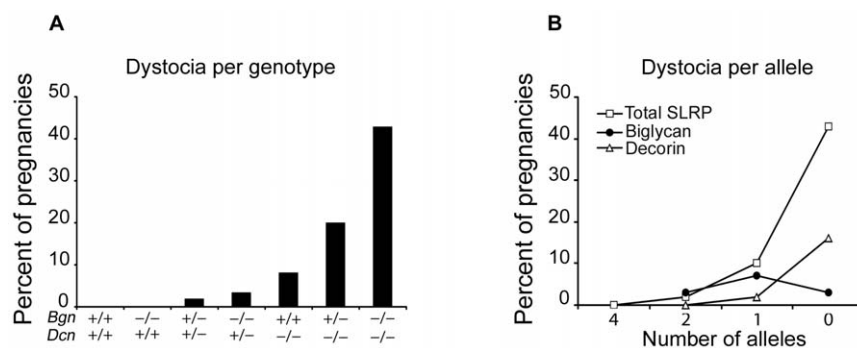 A
Dystocia per genotype
Percent of pregnancies
50
40
30
20
10
0
Bgn +/+ –/– +/– –/– +/+ +/– –/–
Dcn +/+ +/+ +/– +/– –/– –/– –/–
B
Dystocia per allele
Percent of pregnancies
50
40
30
20
10
0
Total SLRP
Biglycan
Decorin
4 2 1 0
Number of alleles